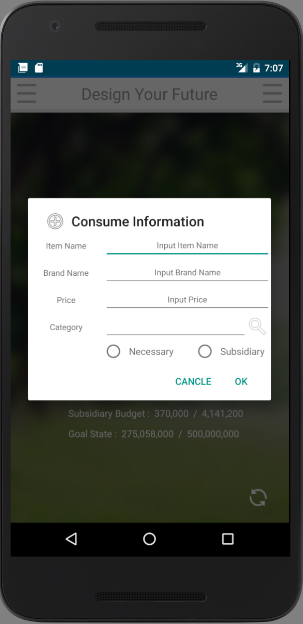 3G 7:07
Design Your Future
Consume Information
Item Name Input Item Name
Brand Name Input Brand Name
Price Input Price
Category
Necessary Subsidiary
CANCLE OK
Subsidiary Budget : 370,000 / 4,141,200
Goal State : 275,058,000 / 500,000,000